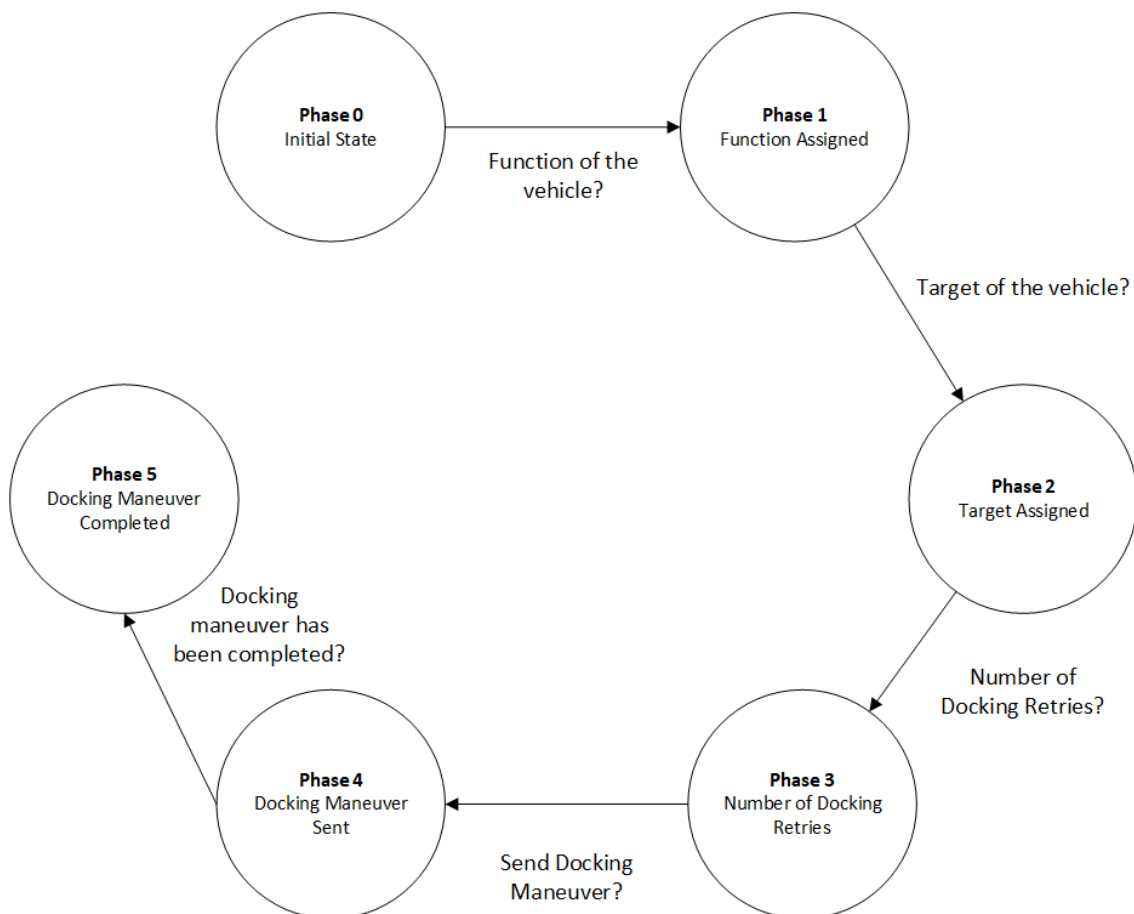 Phase 0
Initial State
Function of the
vehicle?
Phase 1
Function Assigned
Target of the vehicle?
Phase 2
Target Assigned
Number of
Docking Retries?
Phase 3
Number of Docking
Retries
Send Docking
Maneuver?
Phase 4
Docking Maneuver
Sent
Docking
maneuver has
been completed?
Phase 5
Docking Maneuver
Completed